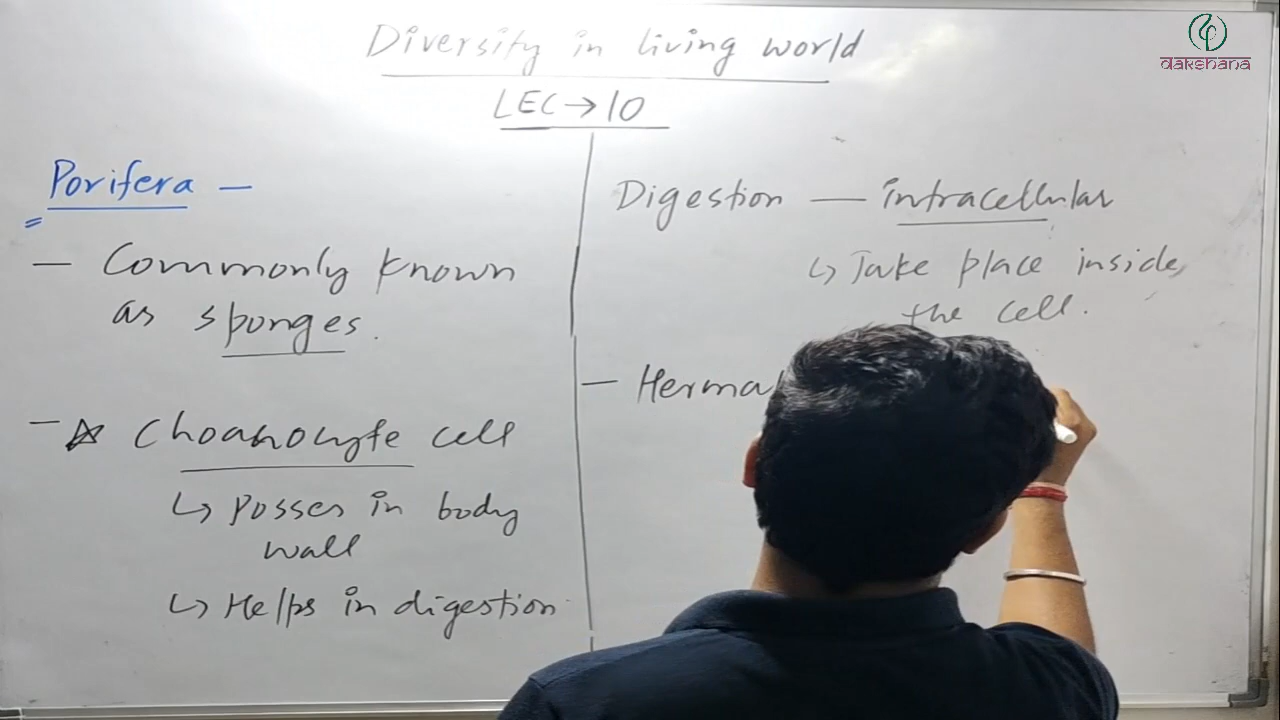 Diversity in living world
LEC → 10
dakshana
Porifera —
— Commonly known
as sponges.
— ☆ Choanocyte cell
↳ Posses in body
wall
↳ Helps in digestion
Digestion — intracellular
↳ Take place inside
the cell.
— Herma